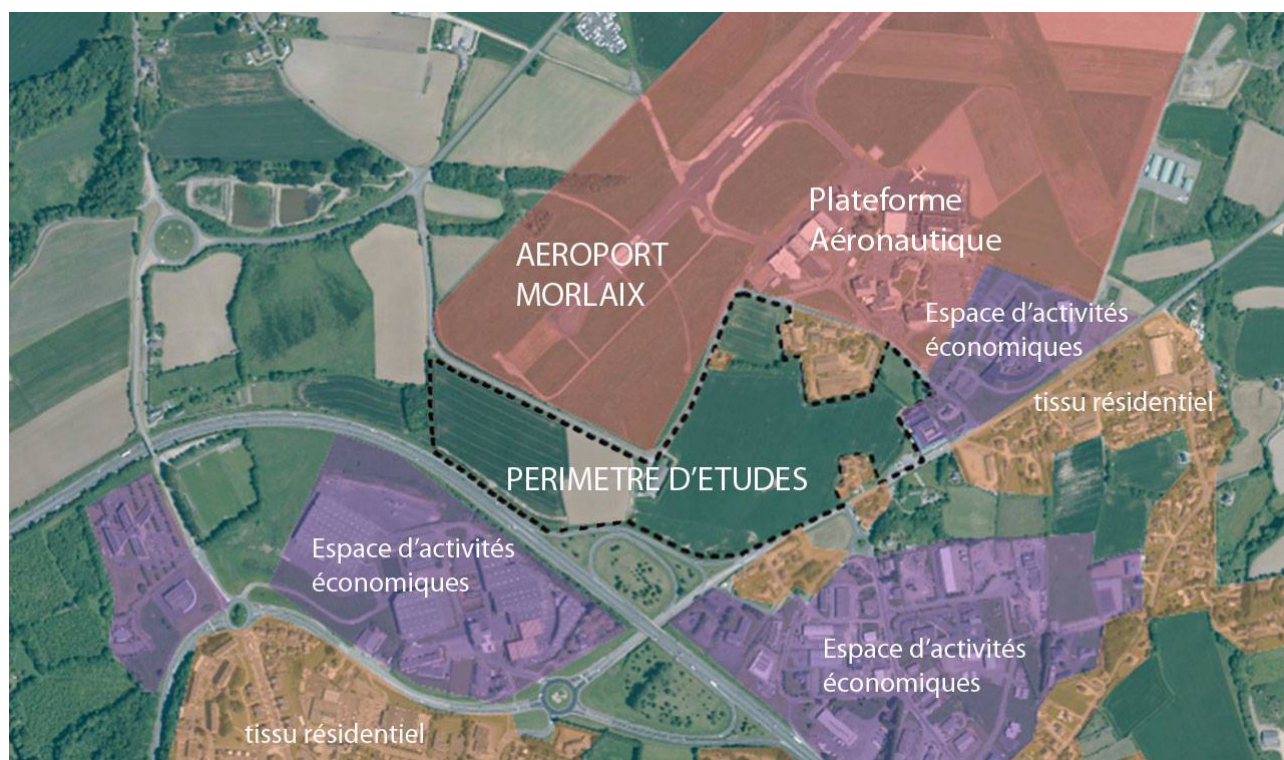 Plateforme
Aéronautique
AEROPORT
MORLAIX
Espace d'activités
économiques
tissu résidentiel
PERIMETRE D'ETUDES
Espace d'activités
économiques
Espace d'activités
économiques
tissu résidentiel